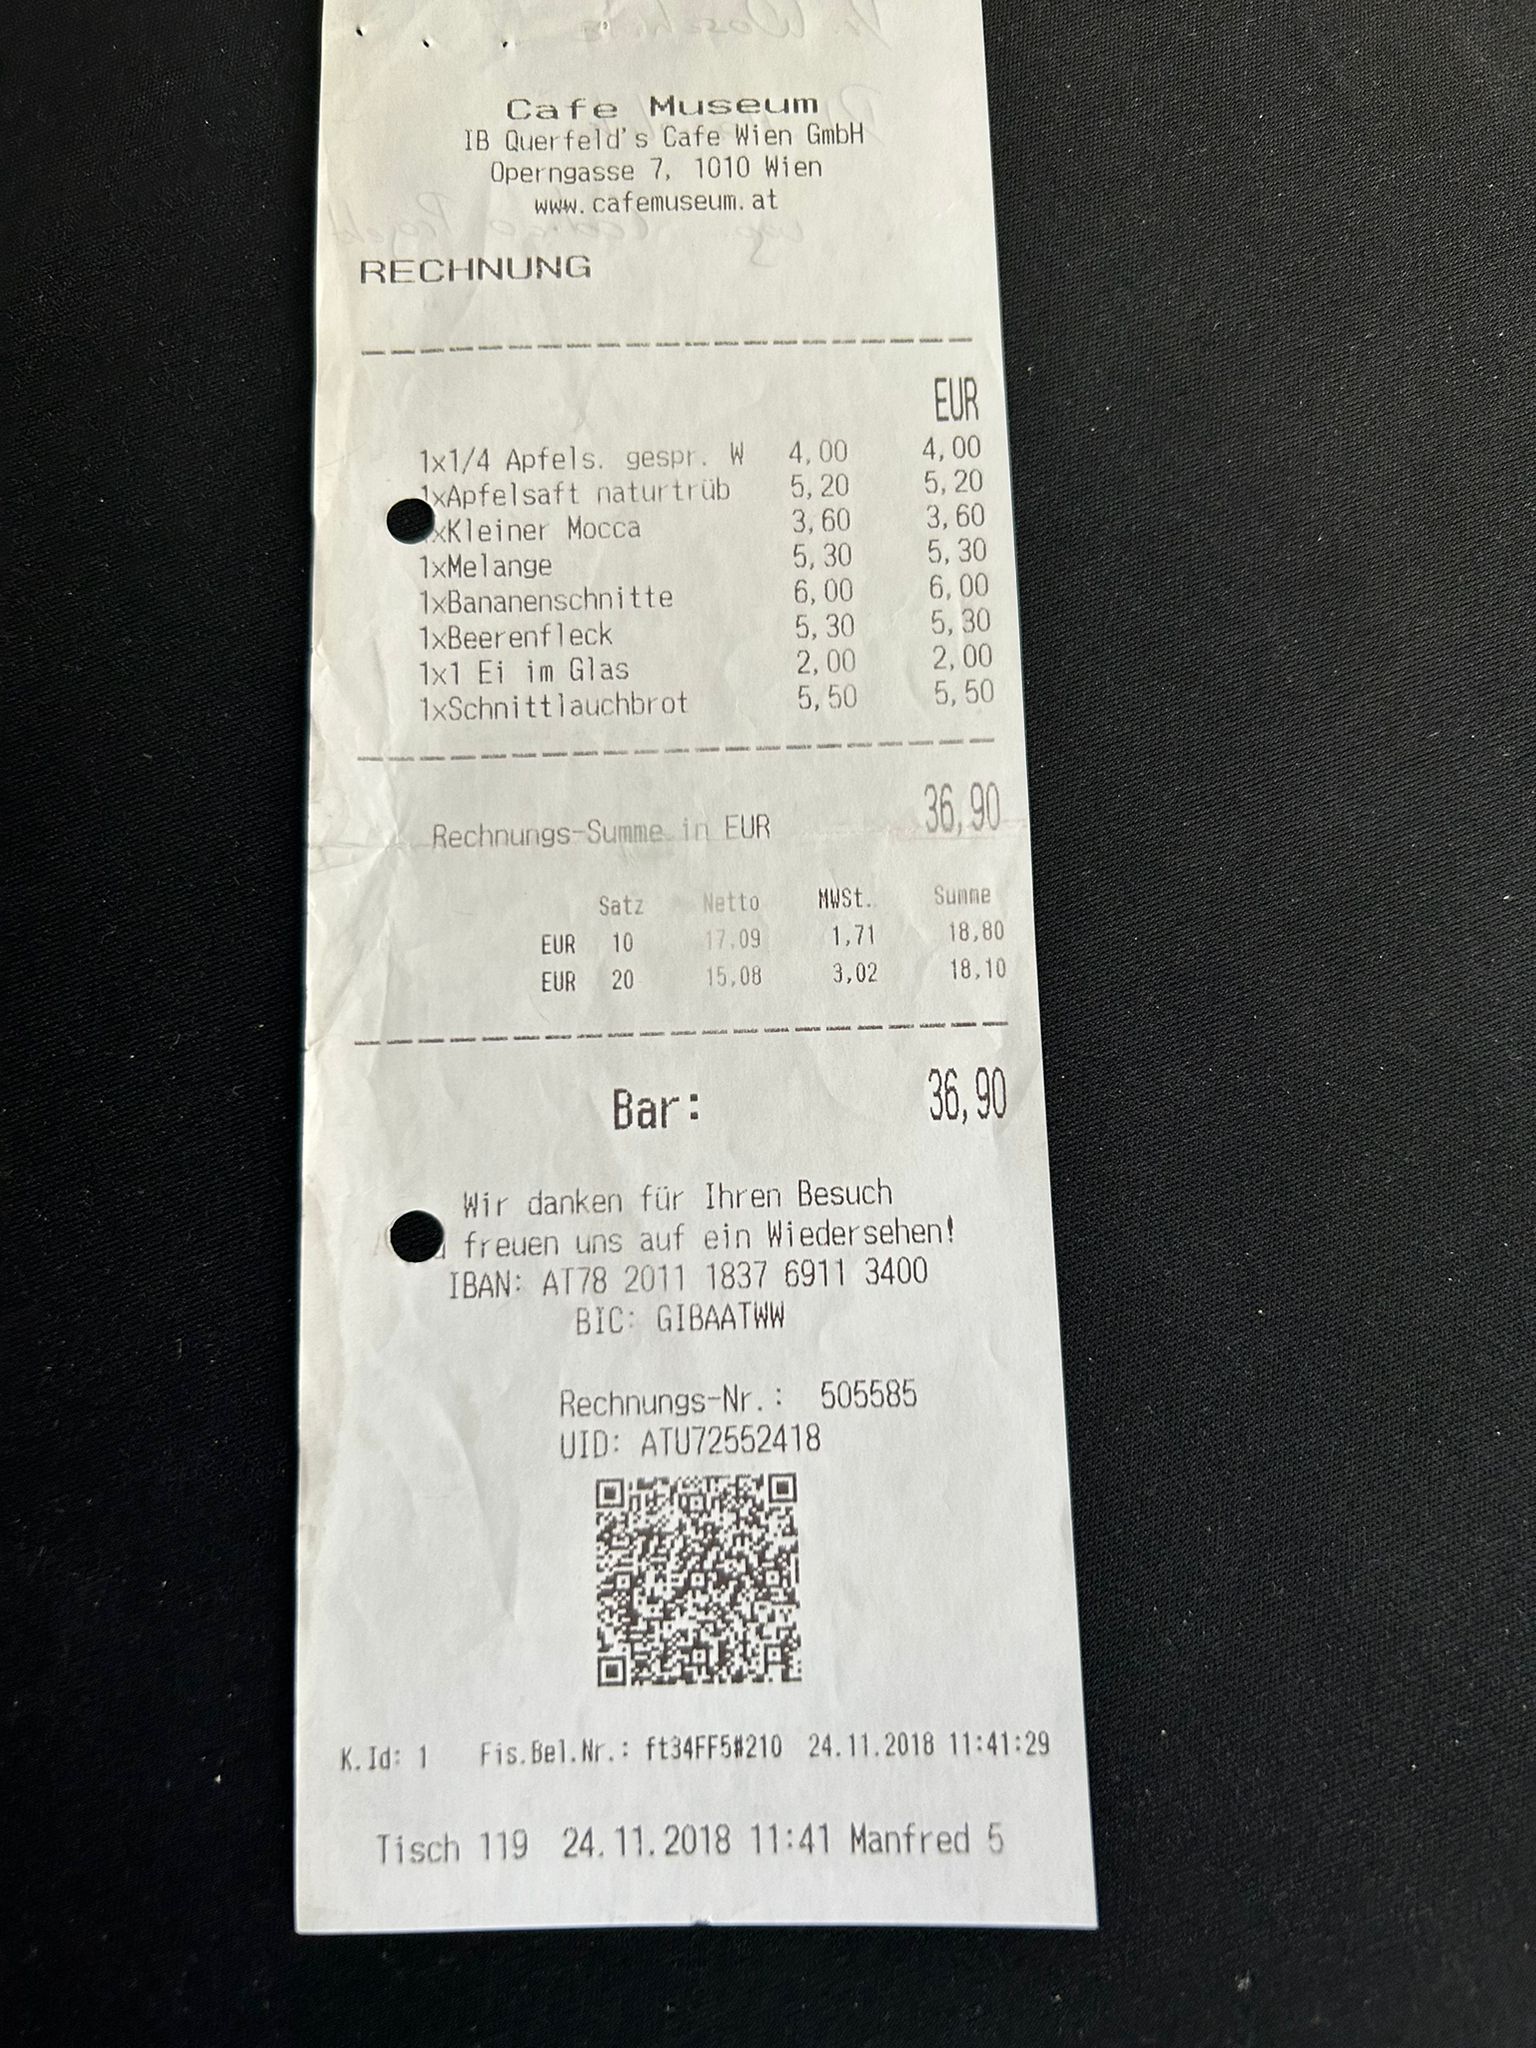 Cafe Museum
IB Querfeld's Cafe Wien GmbH
Operngasse 7, 1010 Wien
www.cafemuseum.at
RECHNUNG
EUR
1x1/4 Apfels. gespr. W 4,00 4,00
1xApfelsaft naturtrüb 5,20 5,20
xKleiner Mocca 3,60 3,60
1xMelange 5,30 5,30
1xBananenschnitte 6,00 6,00
1xBeerenfleck 5,30 5,30
1x1 Ei im Glas 2,00 2,00
1xSchnittlauchbrot 5,50 5,50
Rechnungs-Summe in EUR 36,90
Satz Netto MWSt. Summe
EUR 10 17,09 1,71 18,80
EUR 20 15,08 3,02 18,10
Bar: 36,90
Wir danken für Ihren Besuch
freuen uns auf ein Wiedersehen!
IBAN: AT78 2011 1837 6911 3400
BIC: GIBAATWW
Rechnungs-Nr.: 505585
UID: ATU72552418
K.Id: 1 Fis.Bel.Nr.: ft34FF5#210 24.11.2018 11:41:29
Tisch 119 24.11.2018 11:41 Manfred 5